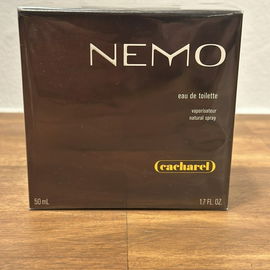 NEMO
eau de toilette
vaporisateur
natural spray
cacharel
50 mL 1.7 FL. OZ.